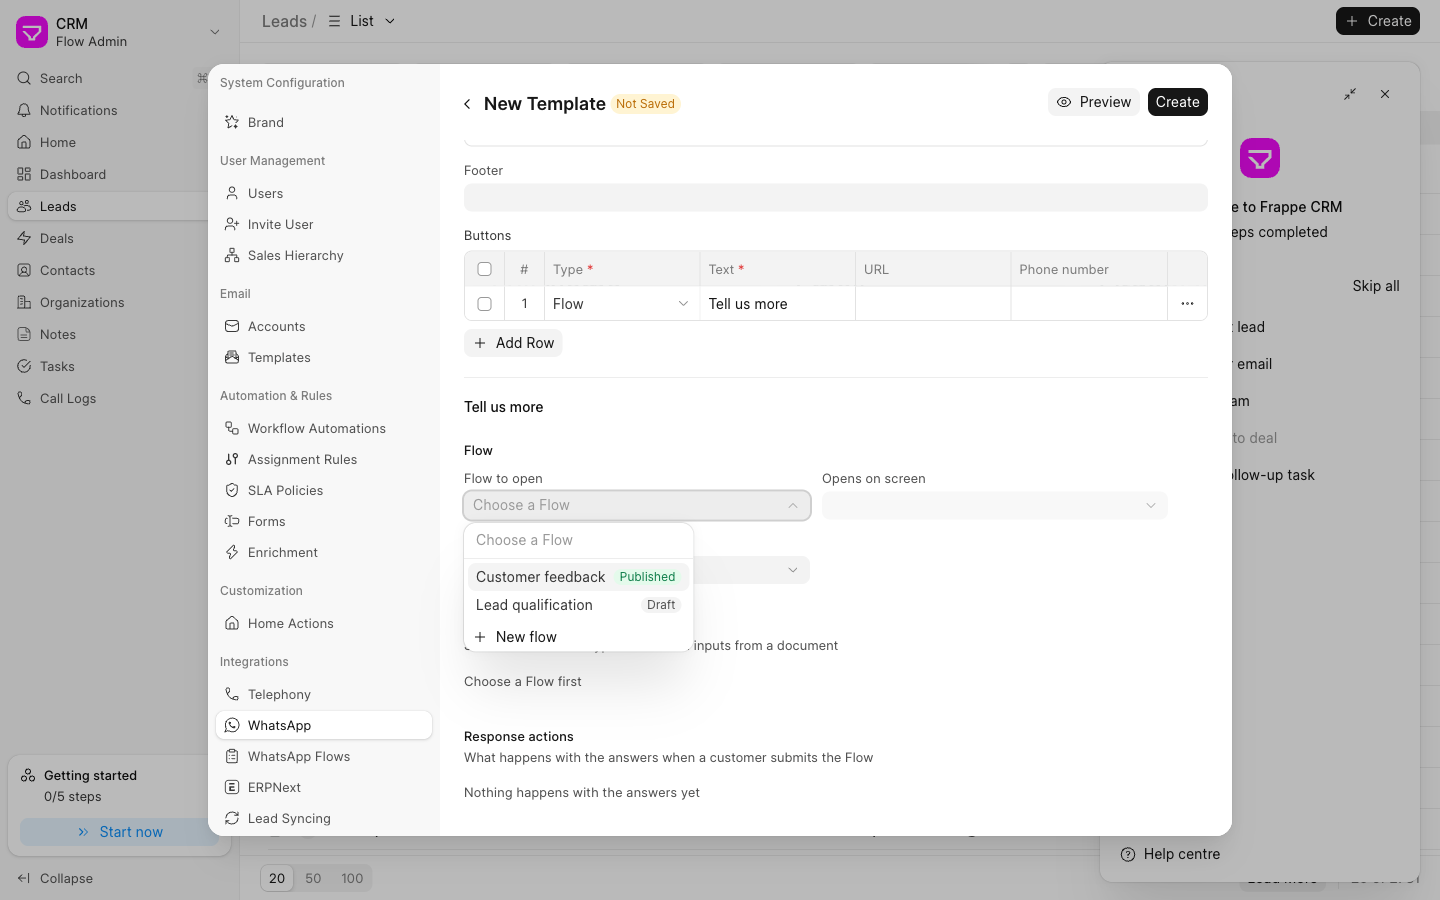 CRM
Flow Admin
Search
Notifications
Home
Dashboard
Leads
Deals
Contacts
Organizations
Notes
Tasks
Call Logs
Getting started
0/5 steps
Start now
Collapse
Leads / List
Create
System Configuration
Brand
User Management
Users
Invite User
Sales Hierarchy
Email
Accounts
Templates
Automation & Rules
Workflow Automations
Assignment Rules
SLA Policies
Forms
Enrichment
Customization
Home Actions
Integrations
Telephony
WhatsApp
WhatsApp Flows
ERPNext
Lead Syncing
New Template Not Saved
Preview Create
Footer
Buttons
# Type * Text * URL Phone number
1 Flow Tell us more
Add Row
Tell us more
Flow
Flow to open Opens on screen
Choose a Flow
Choose a Flow
Customer feedback Published
Lead qualification Draft
New flow
inputs from a document
Choose a Flow first
Response actions
What happens with the answers when a customer submits the Flow
Nothing happens with the answers yet
to Frappe CRM
completed
Skip all
lead
email
to deal
task
Help centre
20 50 100